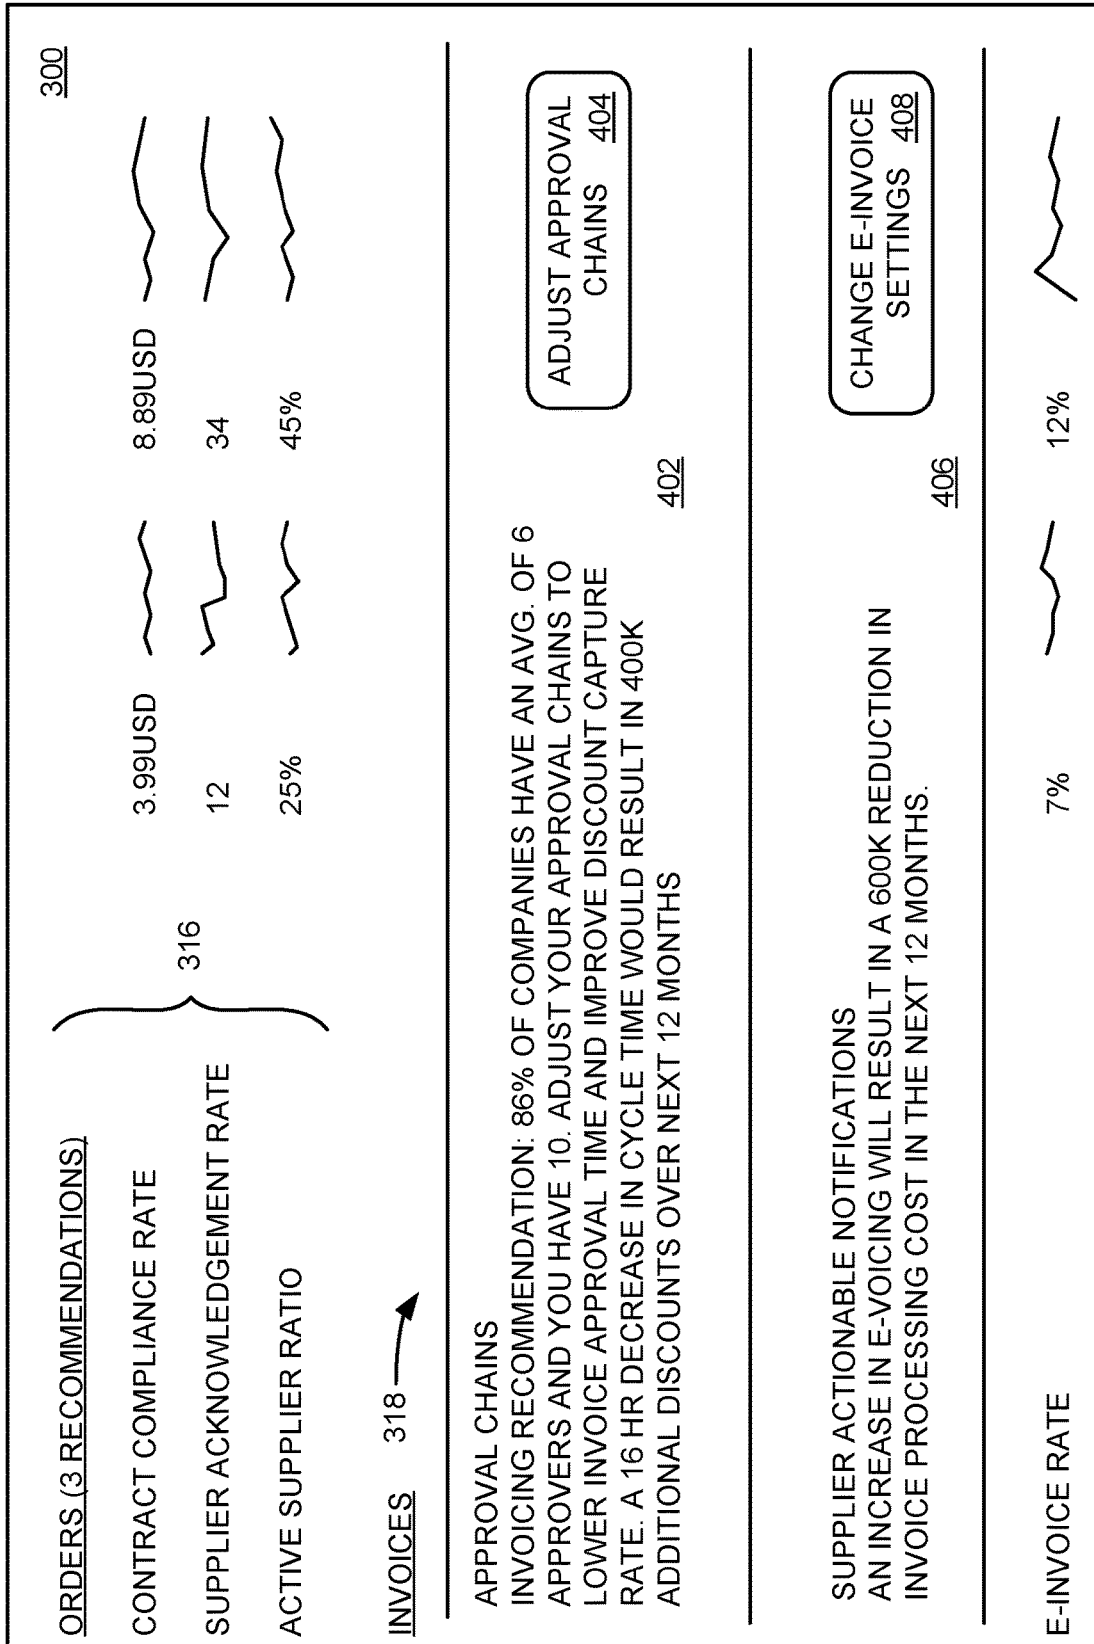 300
ORDERS (3 RECOMMENDATIONS)
CONTRACT COMPLIANCE RATE
3.99USD
8.89USD
316
SUPPLIER ACKNOWLEDGEMENT RATE
12
34
ACTIVE SUPPLIER RATIO
25%
45%
INVOICES
318
APPROVAL CHAINS
INVOICING RECOMMENDATION: 86% OF COMPANIES HAVE AN AVG. OF 6
APPROVERS AND YOU HAVE 10. ADJUST YOUR APPROVAL CHAINS TO
LOWER INVOICE APPROVAL TIME AND IMPROVE DISCOUNT CAPTURE
RATE. A 16 HR DECREASE IN CYCLE TIME WOULD RESULT IN 400K
ADDITIONAL DISCOUNTS OVER NEXT 12 MONTHS
402
ADJUST APPROVAL
CHAINS 404
SUPPLIER ACTIONABLE NOTIFICATIONS
AN INCREASE IN E-VOICING WILL RESULT IN A 600K REDUCTION IN
INVOICE PROCESSING COST IN THE NEXT 12 MONTHS.
406
CHANGE E-INVOICE
SETTINGS 408
E-INVOICE RATE
7%
12%